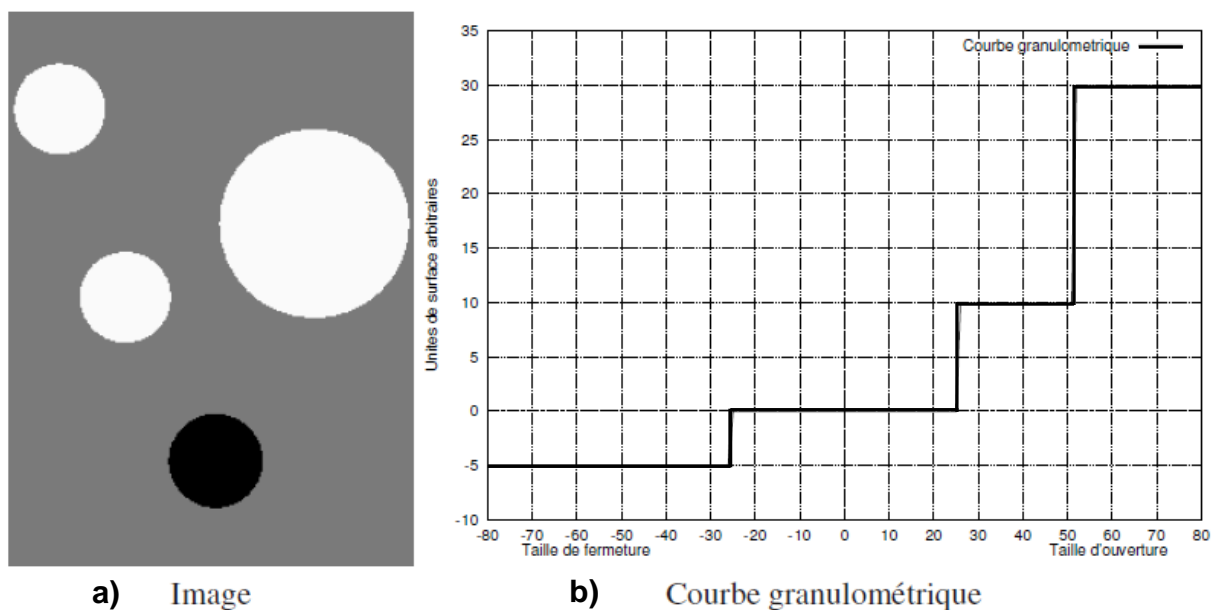 Courbe granulometrique
Unites de surface arbitraires
35
30
25
20
15
10
5
0
-5
-10
-80 -70 -60 -50 -40 -30 -20 -10 0 10 20 30 40 50 60 70 80
Taille de fermeture Taille d'ouverture
a) Image b) Courbe granulométrique